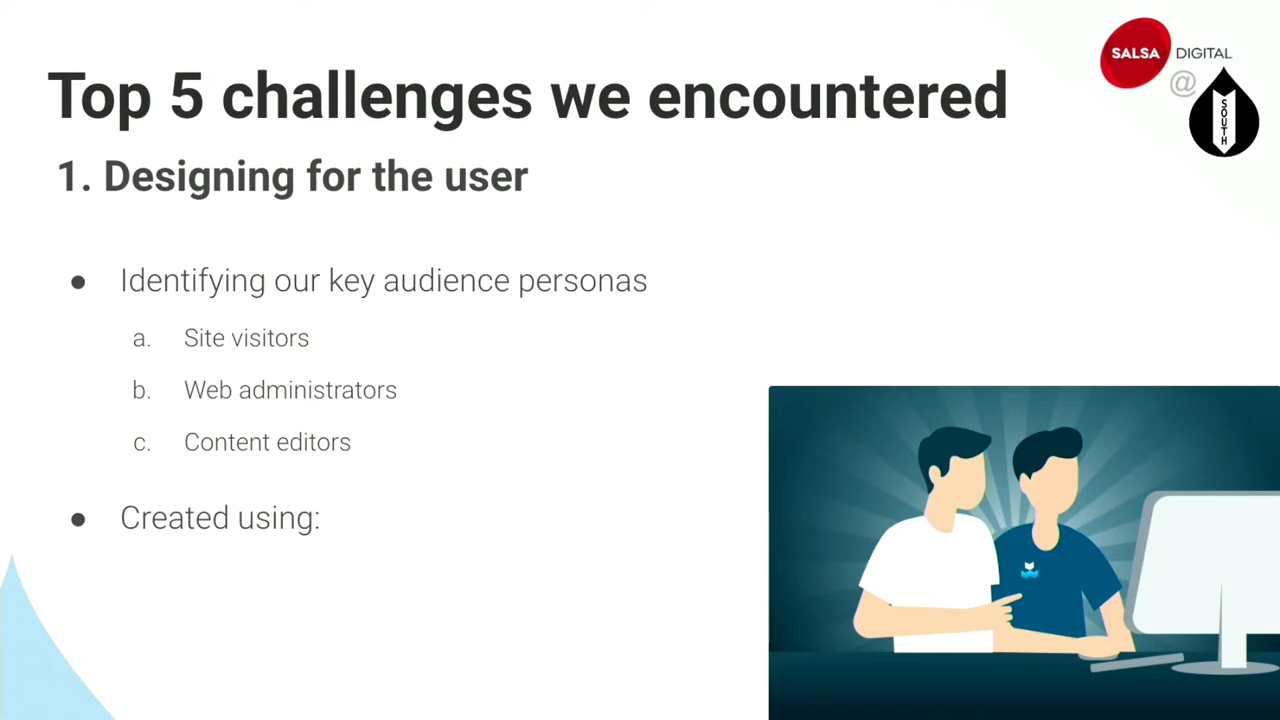 Top 5 challenges we encountered
SALSA DIGITAL
@
SOUTH
1. Designing for the user
● Identifying our key audience personas
a. Site visitors
b. Web administrators
c. Content editors
● Created using: